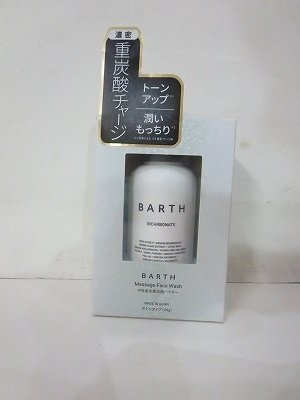 濃密
重炭酸チャージ
トーン
アップ
潤い
もっちり
BARTH
BICARBONATE
BARTH
Massage Face Wash
中性重炭酸洗顔パウダー
MADE IN JAPAN